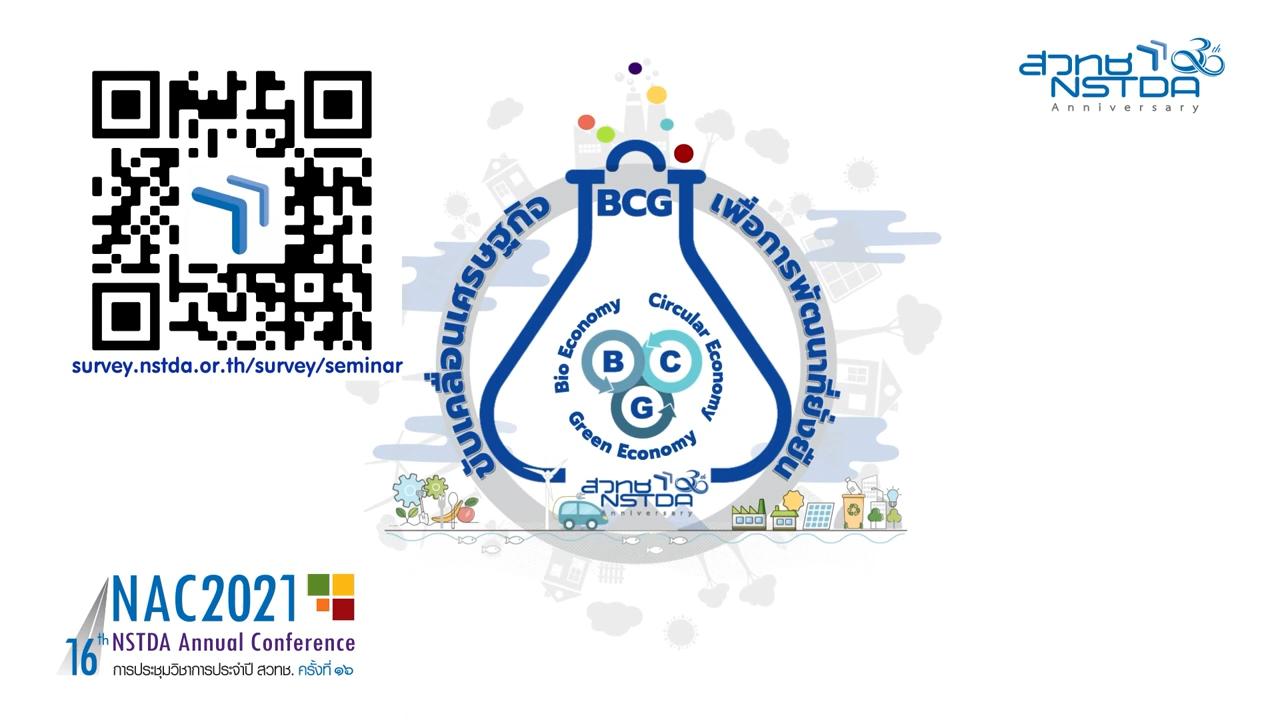 สวทช 30th
NSTDA
Anniversary
survey.nstda.or.th/survey/seminar
BCG
ขับเคลื่อนเศรษฐกิจ
เพื่อการพัฒนาที่ยั่งยืน
Bio Economy
Circular Economy
Green Economy
B
C
G
สวทช 30th
NSTDA
Anniversary
NAC2021
16th NSTDA Annual Conference
การประชุมวิชาการประจำปี สวทช. ครั้งที่ ๑๖